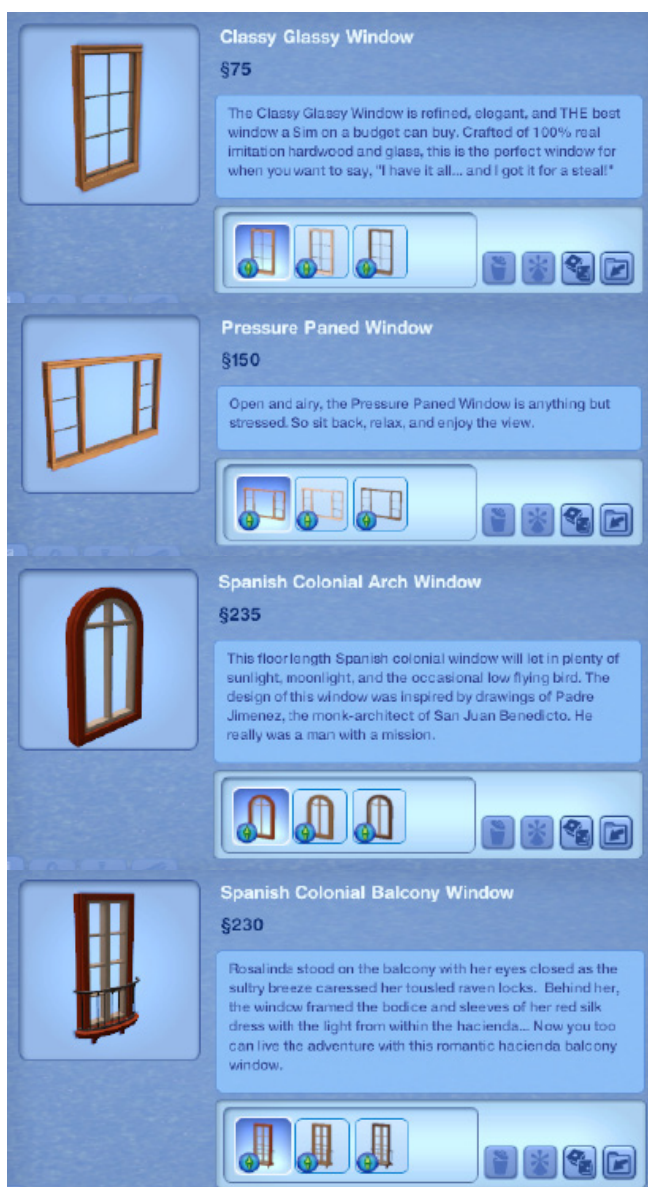 Classy Glassy Window
§75
The Classy Glassy Window is refined, elegant, and THE best
window a Sim on a budget can buy. Crafted of 100% real
imitation hardwood and glass, this is the perfect window for
when you want to say, "I have it all... and I got it for a steal!"
Pressure Paned Window
§150
Open and airy, the Pressure Paned Window is anything but
stressed. So sit back, relax, and enjoy the view.
Spanish Colonial Arch Window
§235
This floor length Spanish colonial window will let in plenty of
sunlight, moonlight, and the occasional low flying bird. The
design of this window was inspired by drawings of Padre
Jimenez, the monk-architect of San Juan Benedicto. He
really was a man with a mission.
Spanish Colonial Balcony Window
§230
Rosalinda stood on the balcony with her eyes closed as the
sultry breeze caressed her tousled raven locks. Behind her,
the window framed the bodice and sleeves of her red silk
dress with the light from within the hacienda... Now you too
can live the adventure with this romantic hacienda balcony
window.